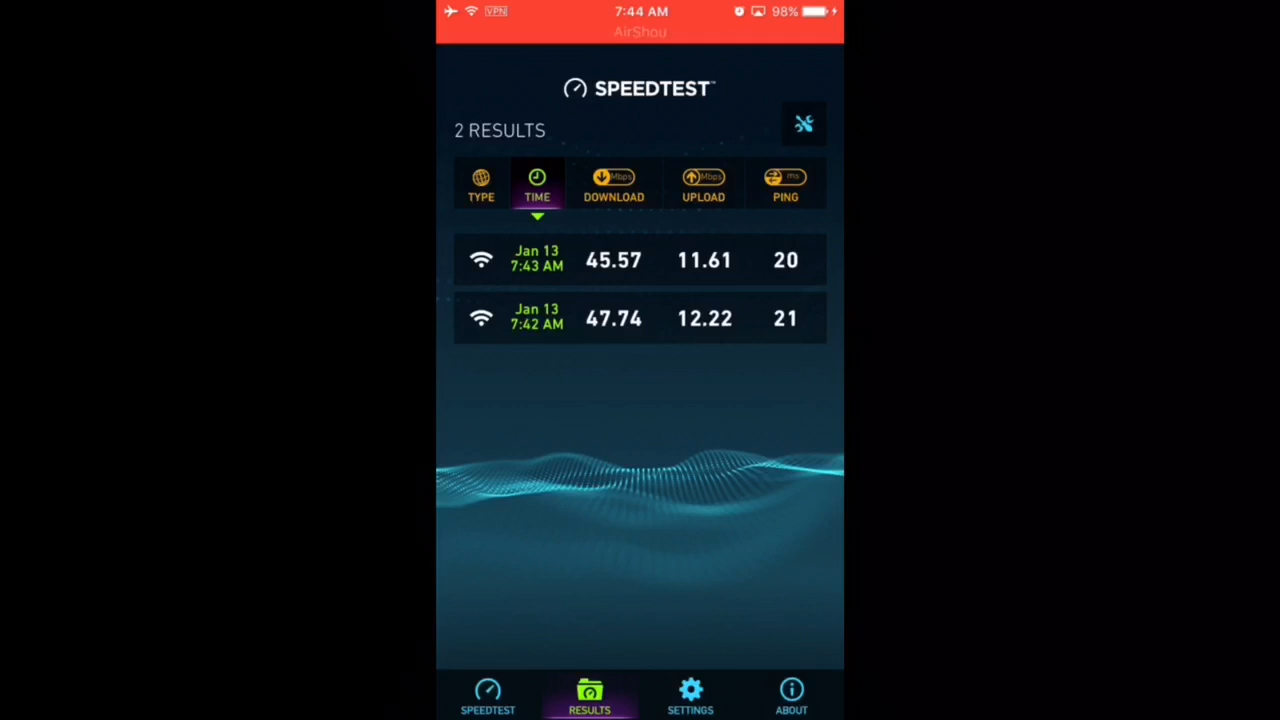 VPN 7:44 AM 98%
AirShou
SPEEDTEST™
2 RESULTS
Mbps Mbps ms
TYPE TIME DOWNLOAD UPLOAD PING
Jan 13
7:43 AM 45.57 11.61 20
Jan 13
7:42 AM 47.74 12.22 21
SPEEDTEST RESULTS SETTINGS ABOUT